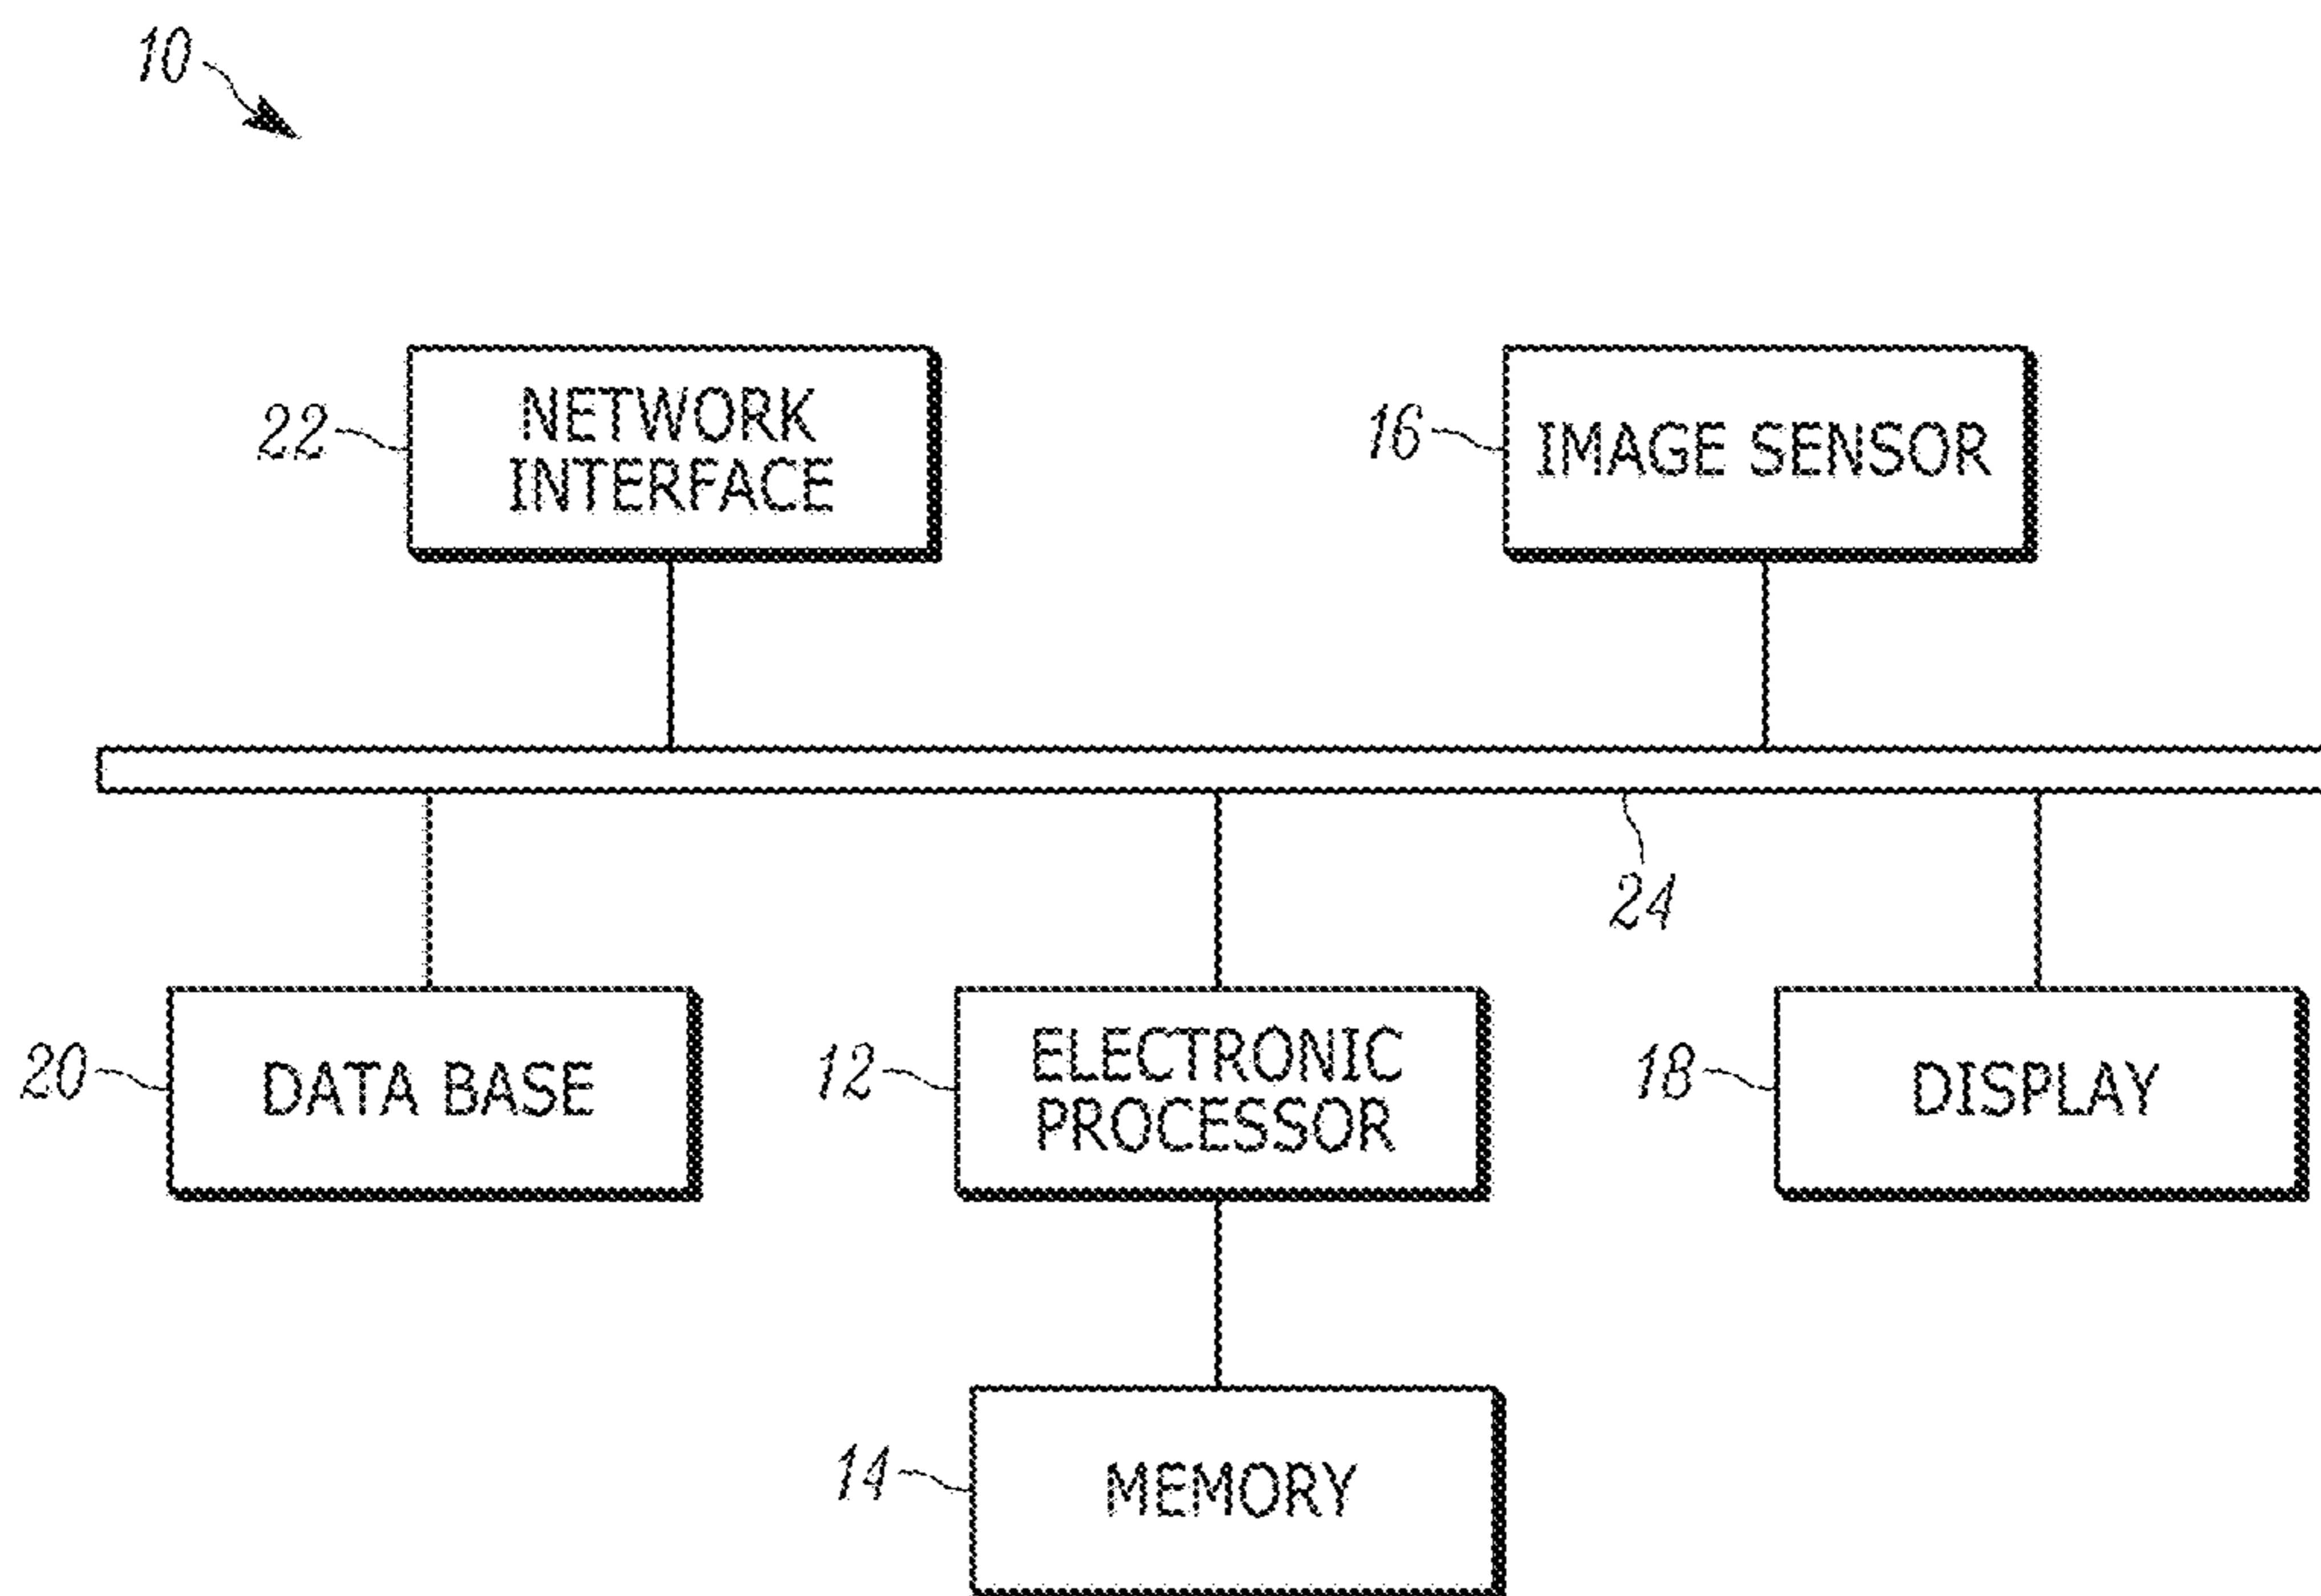 10
22
NETWORK
INTERFACE
16
IMAGE SENSOR
24
20
DATA BASE
12
ELECTRONIC
PROCESSOR
18
DISPLAY
14
MEMORY